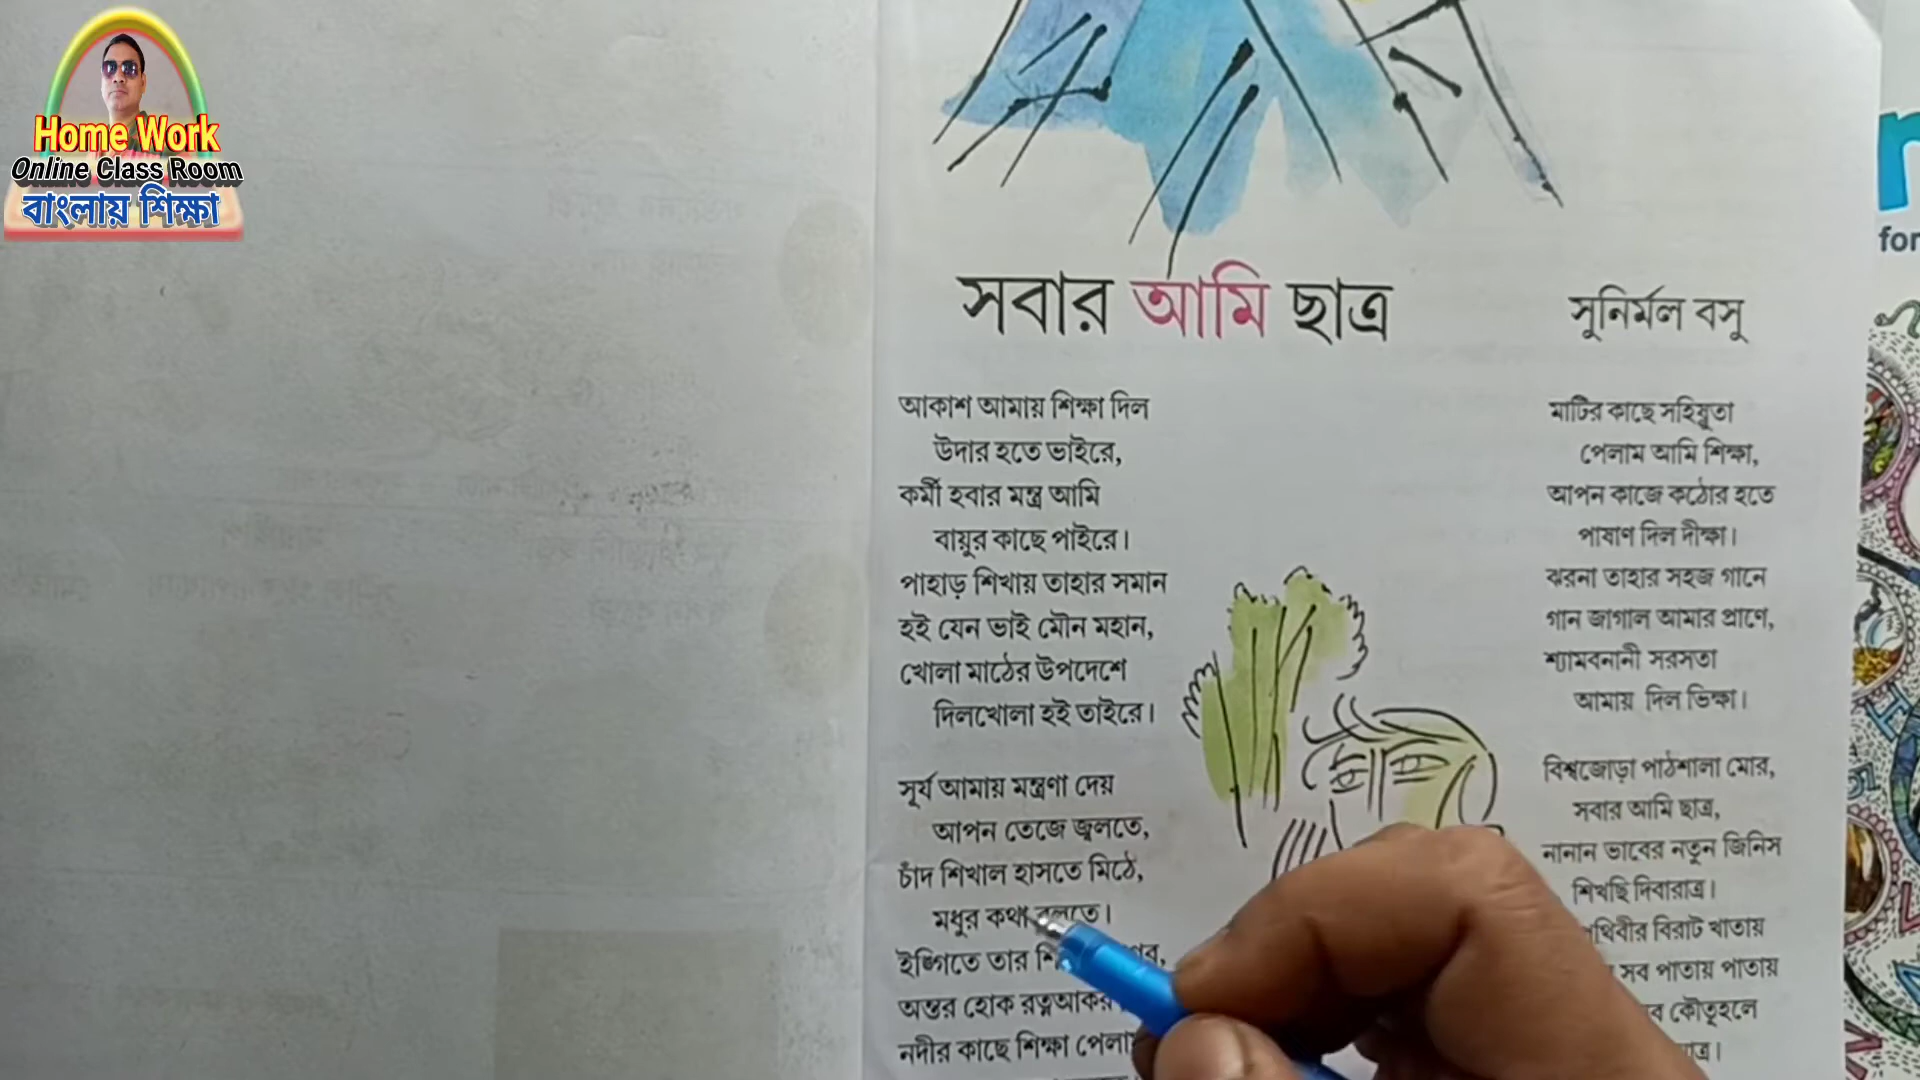 Home Work
Online Class Room
বাংলায় শিক্ষা
সবার আমি ছাত্র
সুনির্মল বসু
আকাশ আমায় শিক্ষা দিল
উদার হতে ভাইরে,
কর্মী হবার মন্ত্র আমি
বায়ুর কাছে পাইরে।
পাহাড় শিখায় তাহার সমান
হই যেন ভাই মৌন মহান,
খোলা মাঠের উপদেশে
দিলখোলা হই তাইরে।
সূর্য আমায় মন্ত্রণা দেয়
আপন তেজে জ্বলতে,
চাঁদ শিখাল হাসতে মিঠে,
মধুর কথা বলতে।
ইঙ্গিতে তার
অন্তর হোক রত্নআকর
নদীর কাছে শিক্ষা
মাটির কাছে সহিষ্ণুতা
পেলাম আমি শিক্ষা,
আপন কাজে কঠোর হতে
পাষাণ দিল দীক্ষা।
ঝরনা তাহার সহজ গানে
গান জাগাল আমার প্রাণে,
শ্যামবনানী সরসতা
আমায় দিল ভিক্ষা।
বিশ্বজোড়া পাঠশালা মোর,
সবার আমি ছাত্র,
নানান ভাবের নতুন জিনিস
শিখছি দিবারাত্র।
বিরাট খাতায়
সব পাতায় পাতায়
কৌতূহলে
for